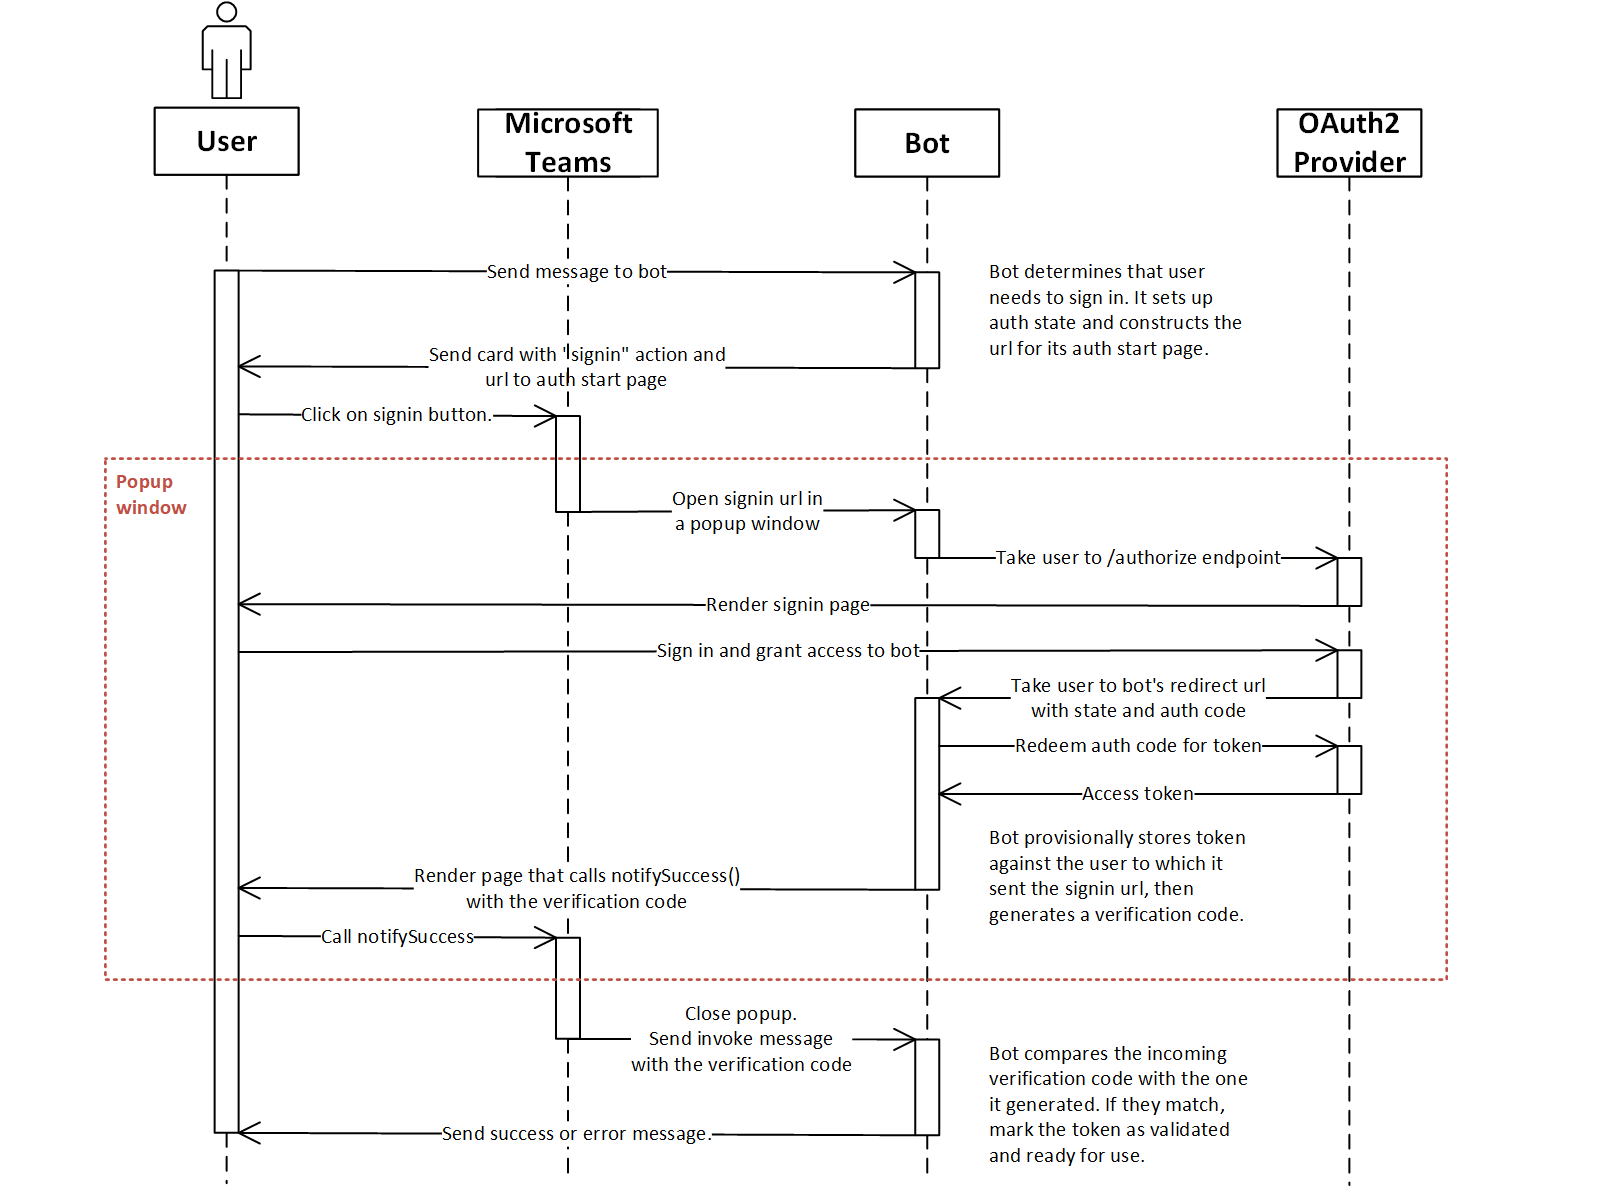 User
Microsoft
Teams
Bot
OAuth2
Provider
Send message to bot
Bot determines that user
needs to sign in. It sets up
auth state and constructs the
url for its auth start page.
Send card with "signin" action and
url to auth start page
Click on signin button.
Popup
window
Open signin url in
a popup window
Take user to /authorize endpoint
Render signin page
Sign in and grant access to bot
Take user to bot's redirect url
with state and auth code
Redeem auth code for token
Access token
Bot provisionally stores token
against the user to which it
sent the signin url, then
generates a verification code.
Render page that calls notifySuccess()
with the verification code
Call notifySuccess
Close popup.
Send invoke message
with the verification code
Bot compares the incoming
verification code with the one
it generated. If they match,
mark the token as validated
and ready for use.
Send success or error message.